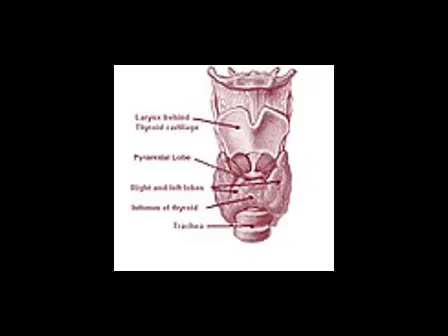 Larynx behind
Thyroid cartilage
Pyramidal Lobe
Right and left lobes
Isthmus of thyroid
Trachea